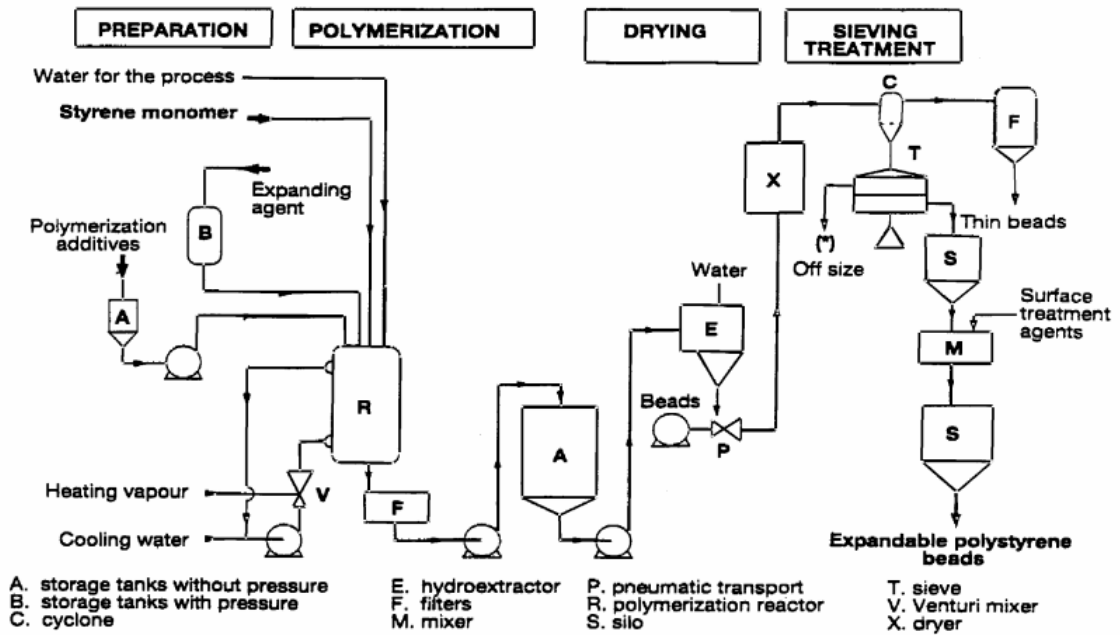 PREPARATION
POLYMERIZATION
DRYING
SIEVING
TREATMENT
Water for the process
Styrene monomer
Expanding
agent
Polymerization
additives
B
A
R
Heating vapour
V
Cooling water
F
A
Water
E
Beads
P
X
C
T
F
(*)
Off size
Thin beads
S
Surface
treatment
agents
M
S
Expandable polystyrene
beads
A. storage tanks without pressure
B. storage tanks with pressure
C. cyclone
E. hydroextractor
F. filters
M. mixer
P. pneumatic transport
R. polymerization reactor
S. silo
T. sieve
V. Venturi mixer
X. dryer